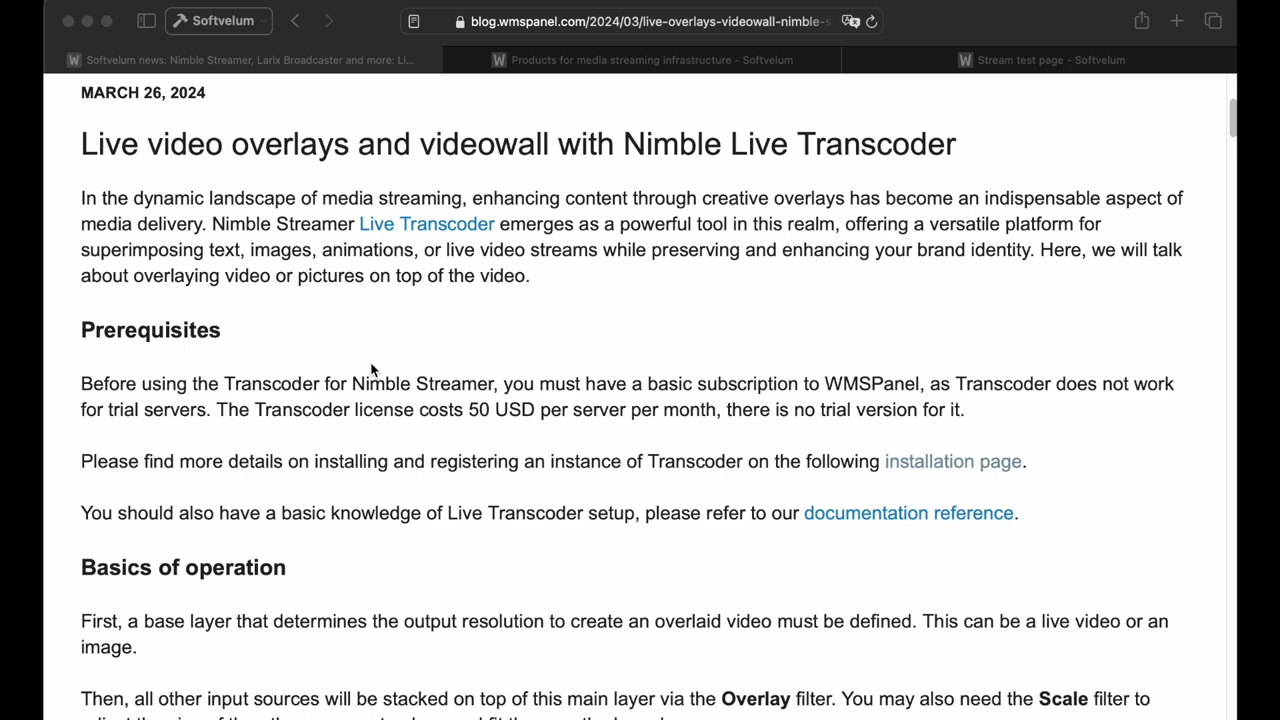 Softvelum
blog.wmspanel.com/2024/03/live-overlays-videowall-nimble-s
Softvelum news: Nimble Streamer, Larix Broadcaster and more: Li...
Products for media streaming infrastructure - Softvelum
Stream test page - Softvelum
MARCH 26, 2024
Live video overlays and videowall with Nimble Live Transcoder
In the dynamic landscape of media streaming, enhancing content through creative overlays has become an indispensable aspect of
media delivery. Nimble Streamer Live Transcoder emerges as a powerful tool in this realm, offering a versatile platform for
superimposing text, images, animations, or live video streams while preserving and enhancing your brand identity. Here, we will talk
about overlaying video or pictures on top of the video.
Prerequisites
Before using the Transcoder for Nimble Streamer, you must have a basic subscription to WMSPanel, as Transcoder does not work
for trial servers. The Transcoder license costs 50 USD per server per month, there is no trial version for it.
Please find more details on installing and registering an instance of Transcoder on the following installation page.
You should also have a basic knowledge of Live Transcoder setup, please refer to our documentation reference.
Basics of operation
First, a base layer that determines the output resolution to create an overlaid video must be defined. This can be a live video or an
image.
Then, all other input sources will be stacked on top of this main layer via the Overlay filter. You may also need the Scale filter to